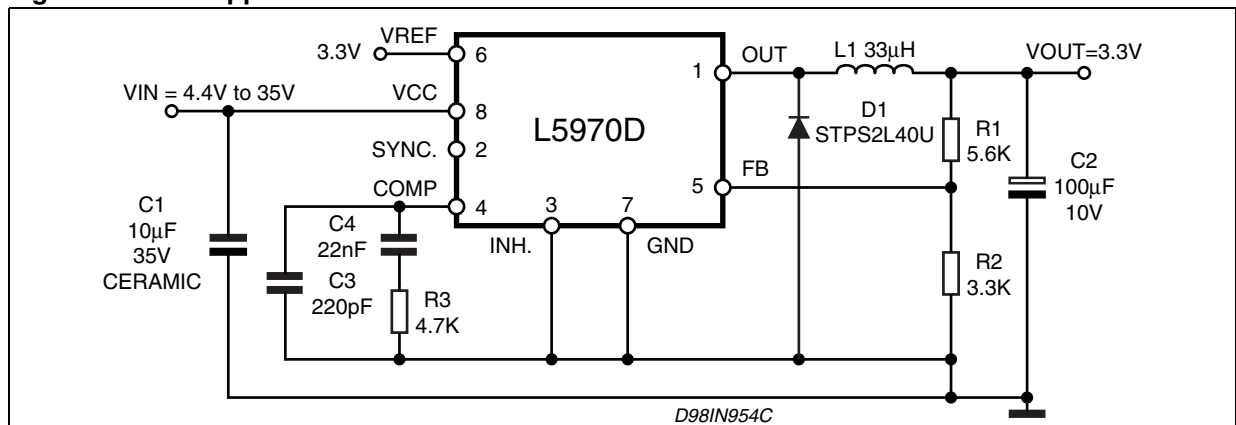 VREF
3.3V
6
1
OUT
L1 33μH
VOUT=3.3V
VIN = 4.4V to 35V
VCC
8
L5970D
D1
STPS2L40U
R1
5.6K
SYNC.
2
C2
100μF
10V
COMP
4
5
FB
C1
10μF
35V
CERAMIC
C4
22nF
3
7
INH.
GND
C3
220pF
R3
4.7K
R2
3.3K
D98IN954C